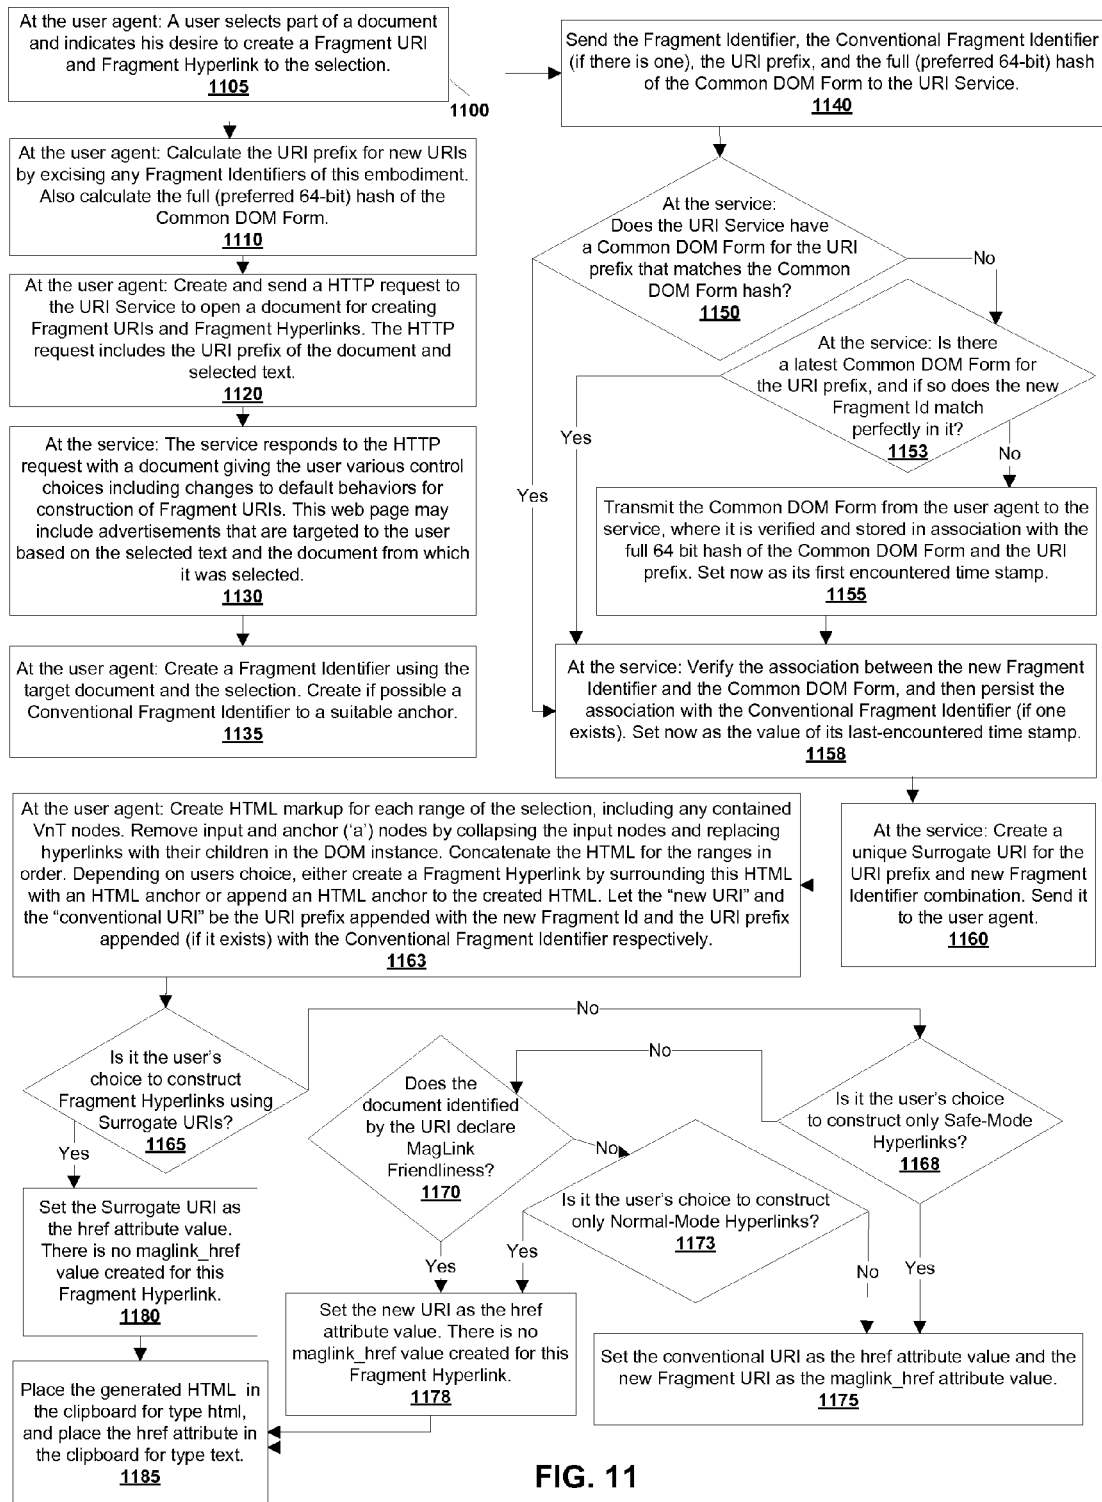 At the user agent: A user selects part of a document
and indicates his desire to create a Fragment URI
and Fragment Hyperlink to the selection.
1105
1100
At the user agent: Calculate the URI prefix for new URIs
by excising any Fragment Identifiers of this embodiment.
Also calculate the full (preferred 64-bit) hash of the
Common DOM Form.
1110
At the user agent: Create and send a HTTP request to
the URI Service to open a document for creating
Fragment URIs and Fragment Hyperlinks. The HTTP
request includes the URI prefix of the document and
selected text.
1120
At the service: The service responds to the HTTP
request with a document giving the user various control
choices including changes to default behaviors for
construction of Fragment URIs. This web page may
include advertisements that are targeted to the user
based on the selected text and the document from which
it was selected.
1130
At the user agent: Create a Fragment Identifier using the
target document and the selection. Create if possible a
Conventional Fragment Identifier to a suitable anchor.
1135
Send the Fragment Identifier, the Conventional Fragment Identifier
(if there is one), the URI prefix, and the full (preferred 64-bit) hash
of the Common DOM Form to the URI Service.
1140
At the service:
Does the URI Service have
a Common DOM Form for the URI
prefix that matches the Common
DOM Form hash?
1150
No
At the service: Is there
a latest Common DOM Form for
the URI prefix, and if so does the new
Fragment Id match
perfectly in it?
1153
Yes
No
Yes
Transmit the Common DOM Form from the user agent to the
service, where it is verified and stored in association with the
full 64 bit hash of the Common DOM Form and the URI
prefix. Set now as its first encountered time stamp.
1155
At the service: Verify the association between the new Fragment
Identifier and the Common DOM Form, and then persist the
association with the Conventional Fragment Identifier (if one
exists). Set now as the value of its last-encountered time stamp.
1158
At the service: Create a
unique Surrogate URI for the
URI prefix and new Fragment
Identifier combination. Send it
to the user agent.
1160
At the user agent: Create HTML markup for each range of the selection, including any contained
VnT nodes. Remove input and anchor ('a') nodes by collapsing the input nodes and replacing
hyperlinks with their children in the DOM instance. Concatenate the HTML for the ranges in
order. Depending on users choice, either create a Fragment Hyperlink by surrounding this HTML
with an HTML anchor or append an HTML anchor to the created HTML. Let the “new URI” and
the “conventional URI” be the URI prefix appended with the new Fragment Id and the URI prefix
appended (if it exists) with the Conventional Fragment Identifier respectively.
1163
No
Is it the user’s
choice to construct
Fragment Hyperlinks using
Surrogate URIs?
1165
Yes
No
Is it the user’s choice
to construct only Safe-Mode
Hyperlinks?
1168
Does the
document identified
by the URI declare
MagLink
Friendliness?
1170
No
Is it the user’s choice to construct
only Normal-Mode Hyperlinks?
1173
Yes
Yes
No
Yes
Set the Surrogate URI as
the href attribute value.
There is no maglink_href
value created for this
Fragment Hyperlink.
1180
Set the new URI as the href
attribute value. There is no
maglink_href value created for this
Fragment Hyperlink.
1178
Set the conventional URI as the href attribute value and the
new Fragment URI as the maglink_href attribute value.
1175
Place the generated HTML in
the clipboard for type html,
and place the href attribute in
the clipboard for type text.
1185
FIG. 11